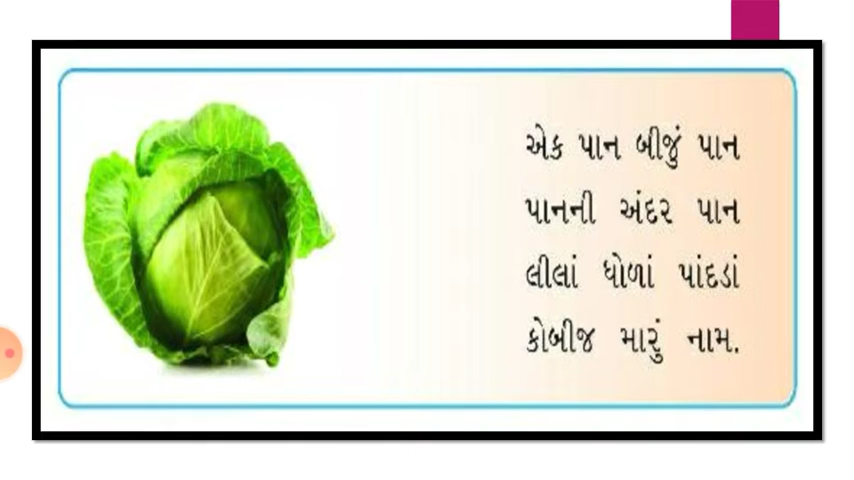 એક પાન બીજું પાન
પાનની અંદર પાન
લીલાં ધોળાં પાંદડાં
કોબીજ મારું નામ.